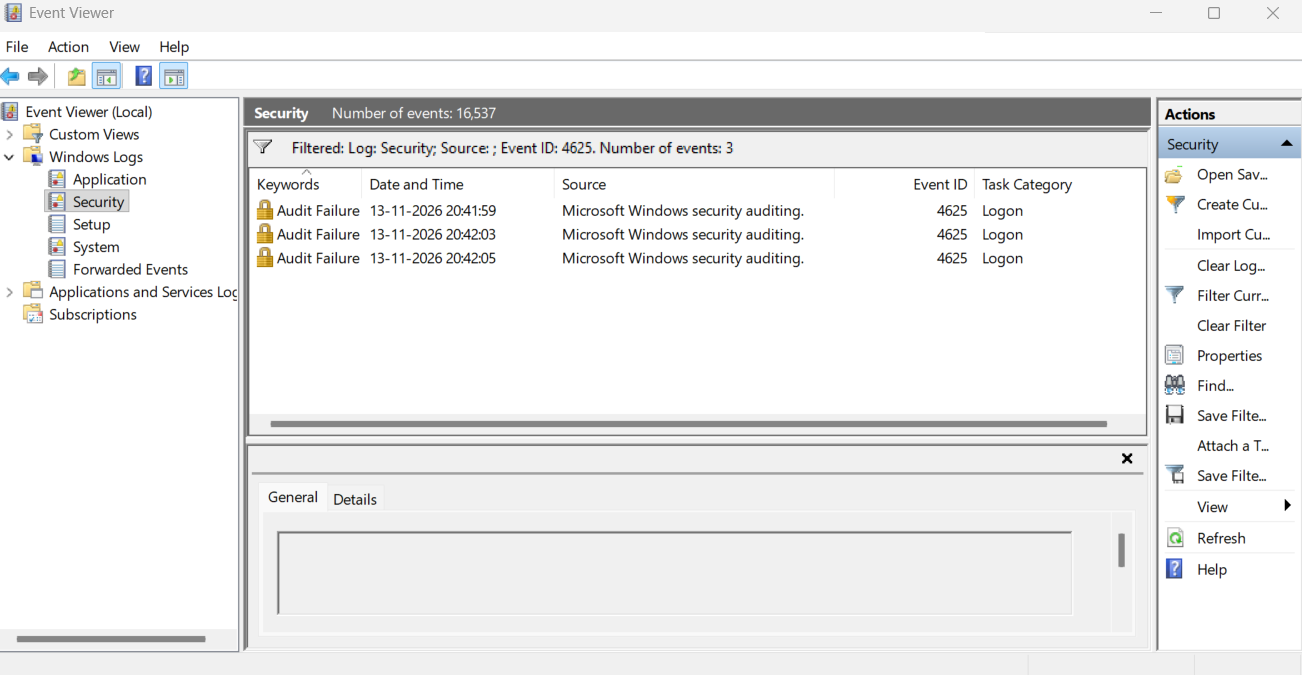 Event Viewer
File Action View Help
Event Viewer (Local)
Custom Views
Windows Logs
Application
Security
Setup
System
Forwarded Events
Applications and Services Log
Subscriptions
Security Number of events: 16,537
Filtered: Log: Security; Source: ; Event ID: 4625. Number of events: 3
Keywords Date and Time Source Event ID Task Category
Audit Failure 13-11-2026 20:41:59 Microsoft Windows security auditing. 4625 Logon
Audit Failure 13-11-2026 20:42:03 Microsoft Windows security auditing. 4625 Logon
Audit Failure 13-11-2026 20:42:05 Microsoft Windows security auditing. 4625 Logon
General Details
Actions
Security
Open Sav...
Create Cu...
Import Cu...
Clear Log...
Filter Curr...
Clear Filter
Properties
Find...
Save Filte...
Attach a T...
Save Filte...
View
Refresh
Help